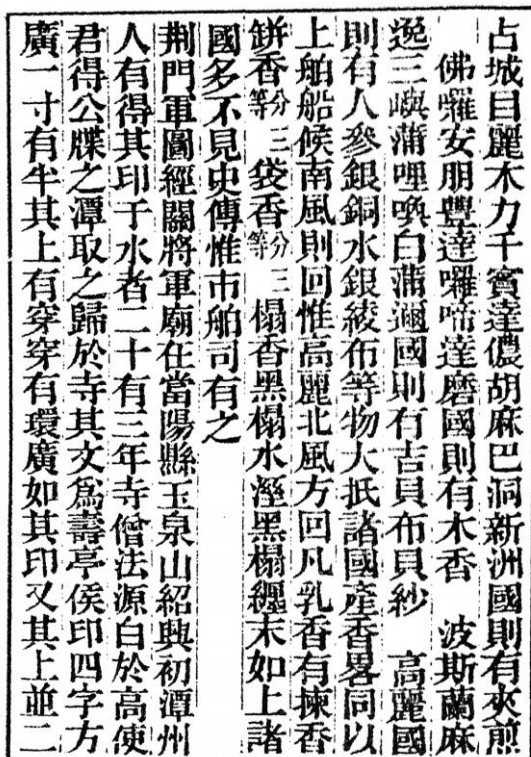 占城目麗木力千賓達儂胡麻巴洞新洲國則有夾煎
佛囉安朋豐達囉啼達磨國則有木香　波斯蘭麻
逸三嶼蒲哩喚白蒲邇國則有吉貝布貝紗　高麗國
則有人參銀銅水銀綾布等物大抵諸國產香畧同以
上舶船候南風則回惟高麗北風方回凡乳香有揀香
缾香分三等袋香分三等榻香黑榻水溼黑榻纏末如上諸
國多不見史傳惟市舶司有之
荆門軍圖經關將軍廟在當陽縣玉泉山紹興初潭州
人有得其印于水者二十有三年寺僧法源白於高使
君得公牒之潭取之歸於寺其文爲壽亭侯印四字方
廣一寸有半其上有穿穿有環廣如其印又其上並二